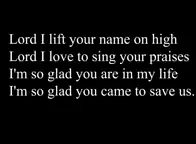 Lord I lift your name on high
Lord I love to sing your praises
I'm so glad you are in my life
I'm so glad you came to save us.